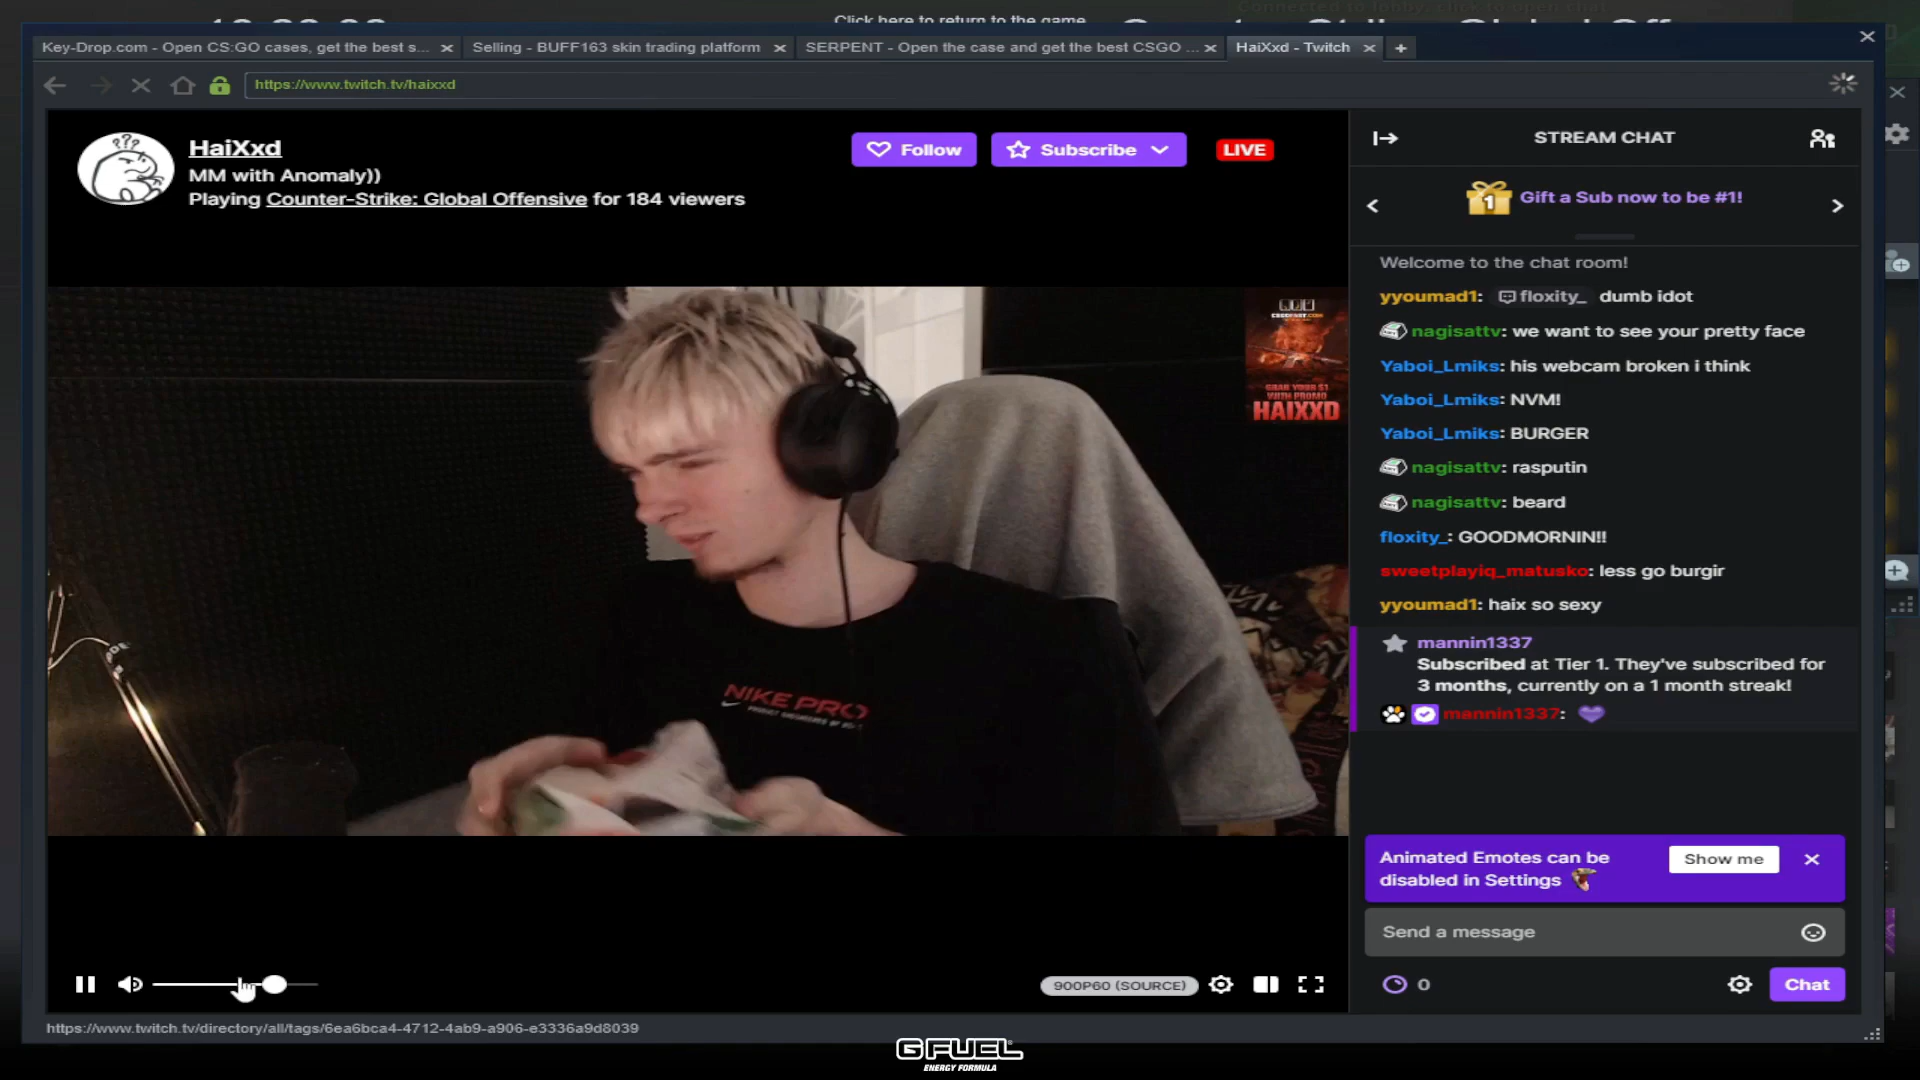 Click here to return to the game
Key-Drop.com - Open CS:GO cases, get the best s...
Selling - BUFF163 skin trading platform
SERPENT - Open the case and get the best CSGO ...
HaiXxd - Twitch
https://www.twitch.tv/haixxd
HaiXxd
MM with Anomaly))
Playing Counter-Strike: Global Offensive for 184 viewers
Follow
Subscribe
LIVE
GRAB YOUR $1
WITH PROMO
HAIXXD
NIKE PRO
900P60 (SOURCE)
STREAM CHAT
1 Gift a Sub now to be #1!
Welcome to the chat room!
yyoumad1: floxity_ dumb idot
nagisattv: we want to see your pretty face
Yaboi_Lmiks: his webcam broken i think
Yaboi_Lmiks: NVM!
Yaboi_Lmiks: BURGER
nagisattv: rasputin
nagisattv: beard
floxity_: GOODMORNIN!!
sweetplayiq_matusko: less go burgir
yyoumad1: haix so sexy
mannin1337
Subscribed at Tier 1. They've subscribed for
3 months, currently on a 1 month streak!
mannin1337:
Animated Emotes can be
disabled in Settings
Show me
Send a message
0
Chat
https://www.twitch.tv/directory/all/tags/6ea6bca4-4712-4ab9-a906-e3336a9d8039
G FUEL
ENERGY FORMULA